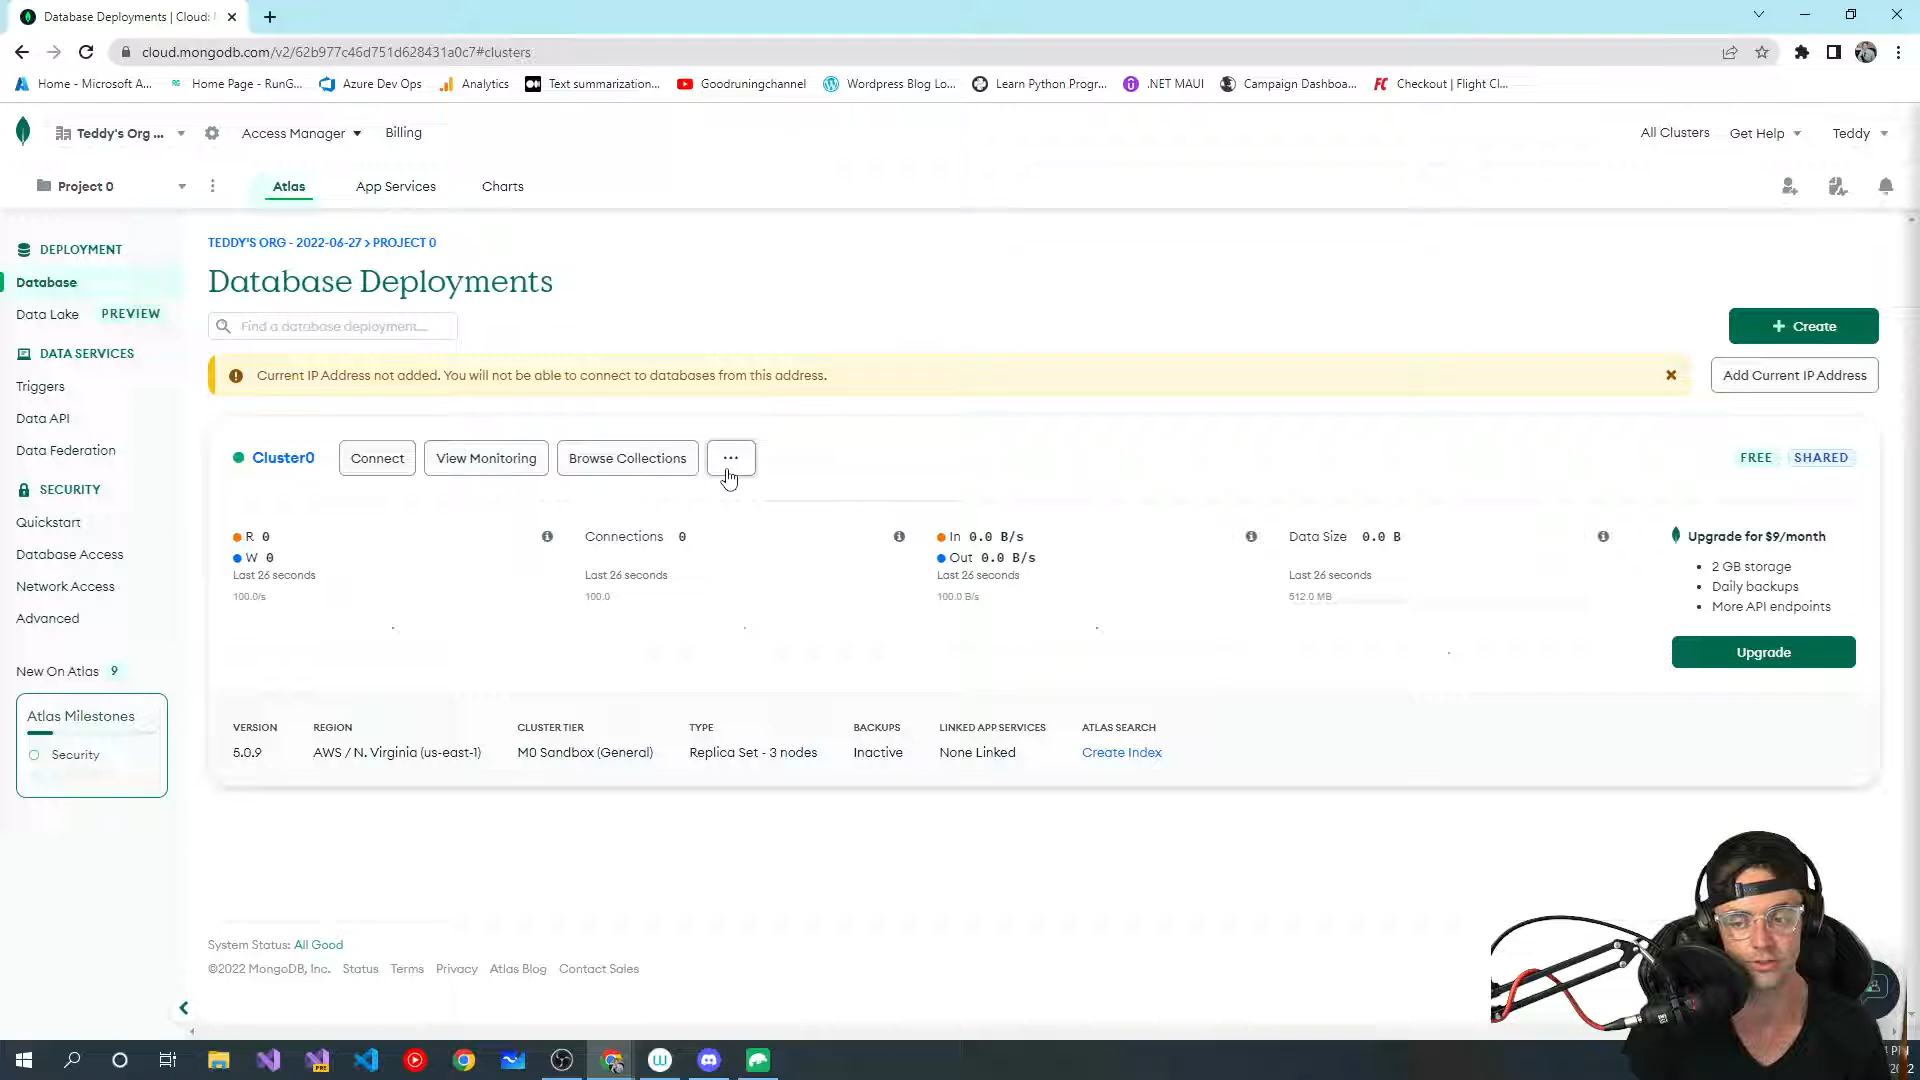 Database Deployments | Cloud:
cloud.mongodb.com/v2/62b977c46d751d628431a0c7#clusters
Home - Microsoft A...
Home Page - RunG...
Azure Dev Ops
Analytics
Text summarization...
Goodruningchannel
Wordpress Blog Lo...
Learn Python Progr...
.NET MAUI
Campaign Dashboa...
Checkout | Flight Cl...
Teddy's Org ...
Access Manager
Billing
All Clusters
Get Help
Teddy
Project 0
Atlas
App Services
Charts
DEPLOYMENT
Database
Data Lake PREVIEW
DATA SERVICES
Triggers
Data API
Data Federation
SECURITY
Quickstart
Database Access
Network Access
Advanced
New On Atlas 9
Atlas Milestones
Security
TEDDY'S ORG - 2022-06-27 > PROJECT 0
Database Deployments
Find a database deployment...
+ Create
Current IP Address not added. You will not be able to connect to databases from this address.
Add Current IP Address
Cluster0
Connect
View Monitoring
Browse Collections
...
FREE
SHARED
R 0
W 0
Last 26 seconds
100.0/s
Connections 0
Last 26 seconds
100.0
In 0.0 B/s
Out 0.0 B/s
Last 26 seconds
100.0 B/s
Data Size 0.0 B
Last 26 seconds
512.0 MB
Upgrade for $9/month
2 GB storage
Daily backups
More API endpoints
Upgrade
VERSION
5.0.9
REGION
AWS / N. Virginia (us-east-1)
CLUSTER TIER
M0 Sandbox (General)
TYPE
Replica Set - 3 nodes
BACKUPS
Inactive
LINKED APP SERVICES
None Linked
ATLAS SEARCH
Create Index
System Status: All Good
©2022 MongoDB, Inc. Status Terms Privacy Atlas Blog Contact Sales